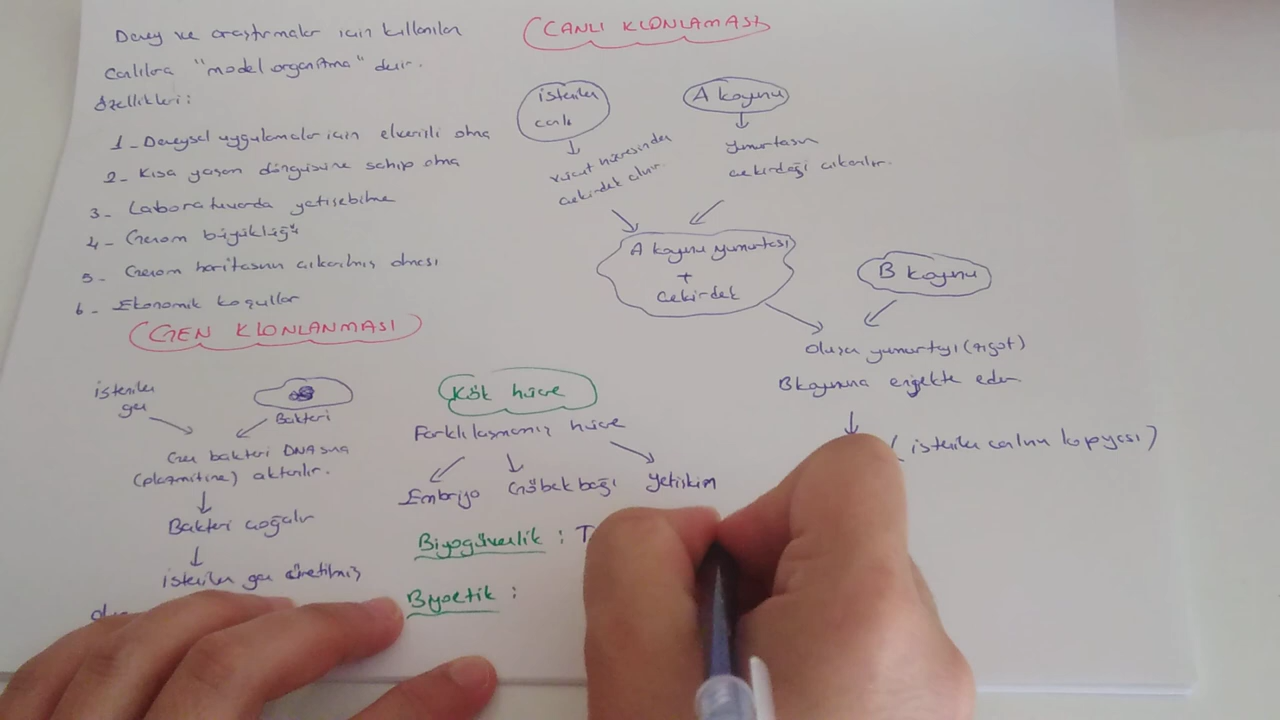 Deney ve araştırmalar için kullanılan
canlılara "model organizma" denir.
Özellikleri:
1- Deneysel uygulamalar için elverişli olma
2- Kısa yaşam döngüsüne sahip olma
3- Laboratuvarda yetişebilme
4- Genom büyüklüğü
5- Genom haritasının çıkarılmış olması
6- Ekonomik koşullar
GEN KLONLANMASI
istenilen
gen
Bakteri
Gen bakteri DNA sına
(plazmitine) aktarılır.
Bakteri çoğalır
istenilen gen üretilmiş
Kök hücre
Farklılaşmamış hücre
Embriyo Göbek bağı Yetişkin
Biyogüvenlik : T
Biyoetik :
CANLI KLONLAMASI
istenilen
canlı
vücut hücresinden
çekirdek alınır.
A koyunu
yumurtasın
çekirdeği çıkarılır.
A koyunu yumurtası
+
çekirdek
B koyunu
Oluşan yumurtayı (zigot)
B koyununa enjekte eder
(istenilen canlının kopyası)